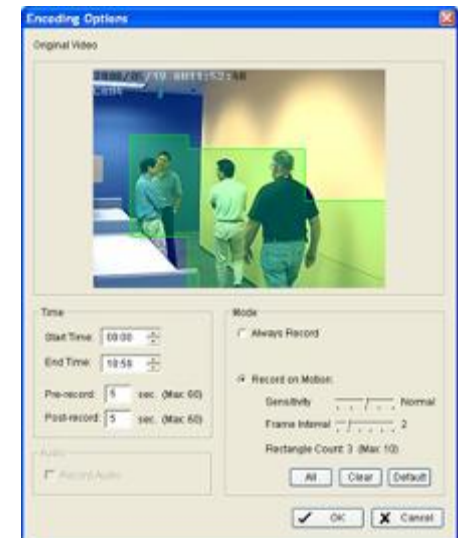 Encoding Options
Original Video
Time
Start Time: 00:00
End Time:
Pre-record: 5 sec. (Max: 60)
Post-record: 5 sec. (Max: 60)
Audio
Record Audio
Mode
Always Record
Record on Motion:
Sensitivity Normal
Frame Interval 2
Rectangle Count: 3 (Max: 10)
All Clear Default
OK Cancel